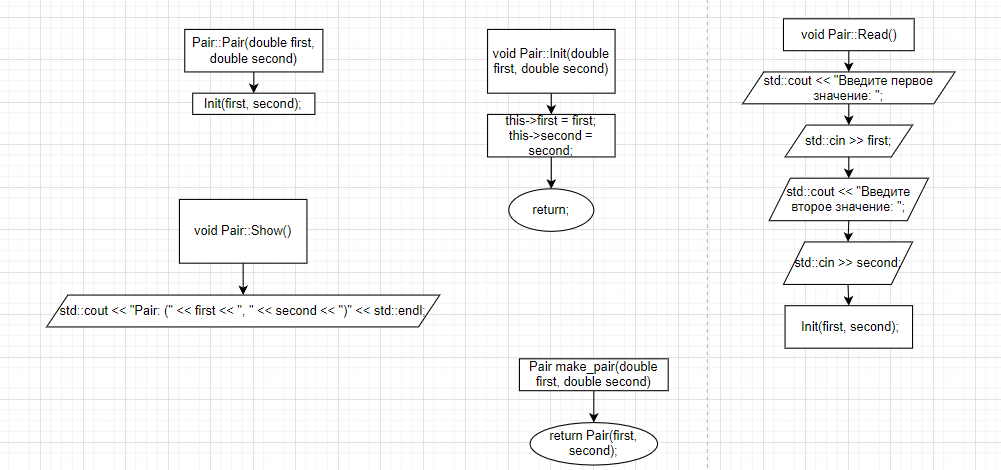 Pair::Pair(double first,
double second)
Init(first, second);
void Pair::Init(double
first, double second)
this->first = first;
this->second =
second;
return;
void Pair::Read()
std::cout << "Введите первое
значение: ";
std::cin >> first;
std::cout << "Введите
второе значение: ";
std::cin >> second;
Init(first, second);
void Pair::Show()
std::cout << "Pair: (" << first << ", " << second << ")" << std::endl;
Pair make_pair(double
first, double second)
return Pair(first,
second);